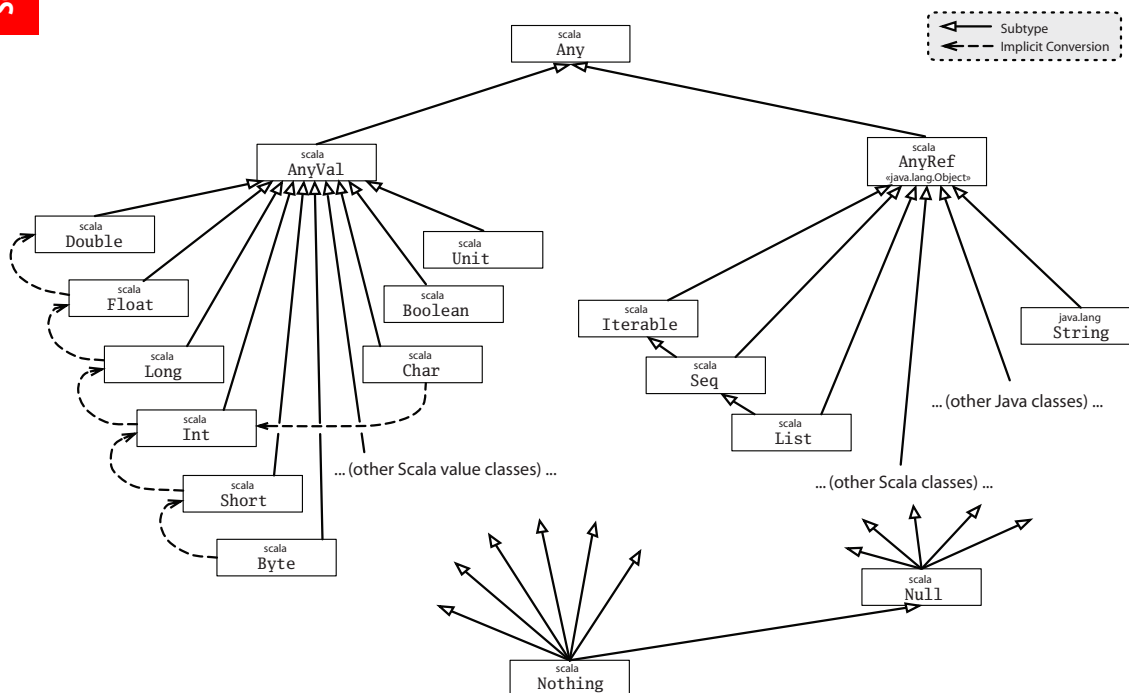 scala
Any
Subtype
Implicit Conversion
scala
AnyVal
scala
AnyRef
«java.lang.Object»
scala
Double
scala
Unit
scala
Float
scala
Boolean
scala
Iterable
java.lang
String
scala
Long
scala
Char
scala
Seq
... (other Java classes) ...
scala
Int
scala
List
... (other Scala value classes) ...
... (other Scala classes) ...
scala
Short
scala
Byte
scala
Null
scala
Nothing